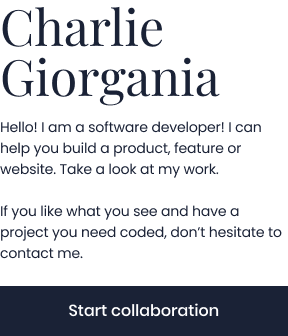 Charlie
Giorgania
Hello! I am a software developer! I can
help you build a product, feature or
website. Take a look at my work.
If you like what you see and have a
project you need coded, don’t hesitate to
contact me.
Start collaboration